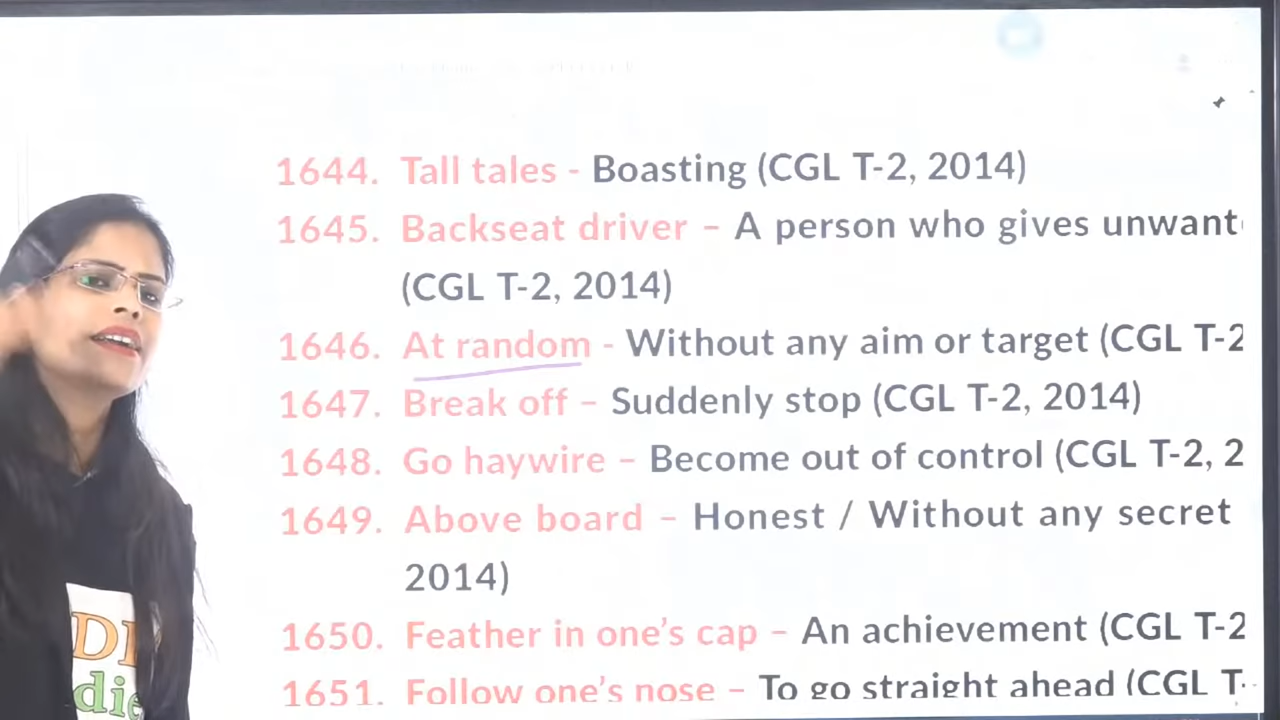 1644. Tall tales - Boasting (CGL T-2, 2014)
1645. Backseat driver – A person who gives unwant
(CGL T-2, 2014)
1646. At random - Without any aim or target (CGL T-2
1647. Break off – Suddenly stop (CGL T-2, 2014)
1648. Go haywire – Become out of control (CGL T-2, 2
1649. Above board – Honest / Without any secret
2014)
1650. Feather in one's cap – An achievement (CGL T-2
1651. Follow one's nose – To go straight ahead (CGL T-